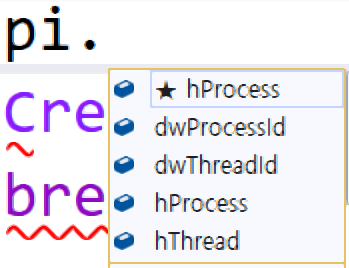 pi.
★ hProcess
Cre
dwProcessId
dwThreadId
bre
hProcess
hThread